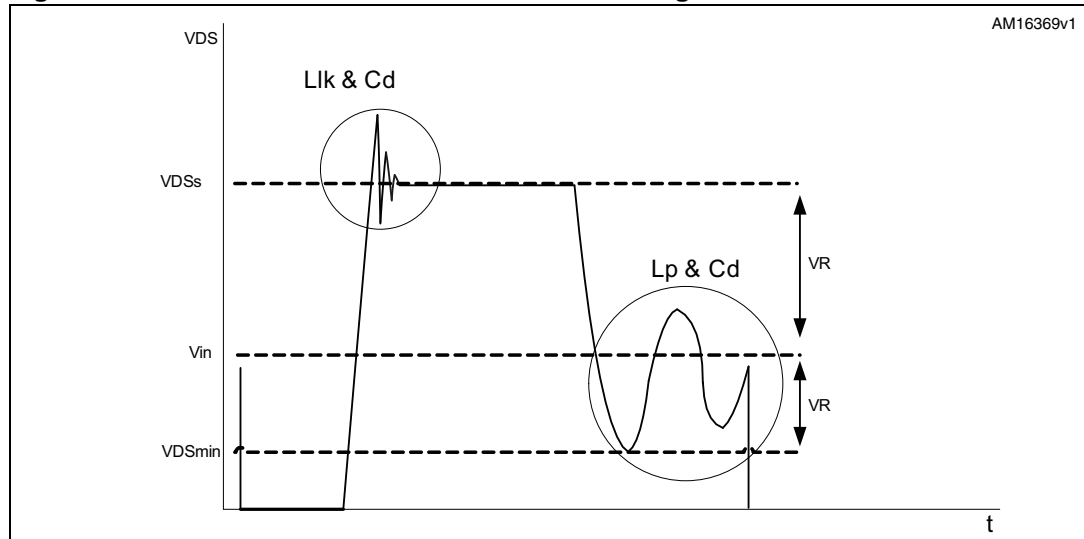 AM16369v1
VDS
Llk & Cd
VDSs
VR
Lp & Cd
Vin
VR
VDSmin
t